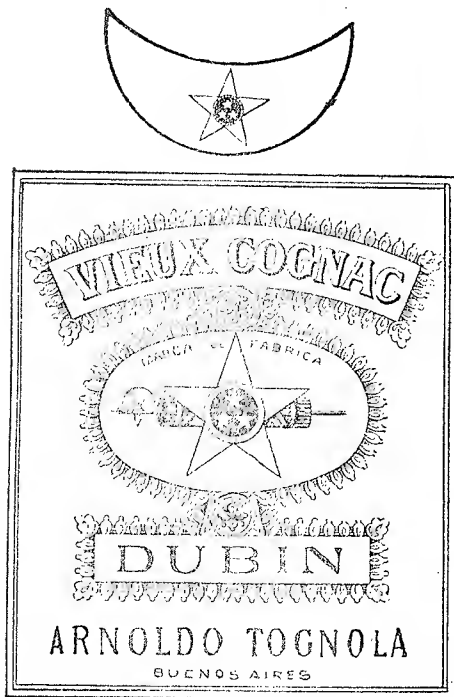 VIEUX COGNAC
MARCA DE FABRICA
DUBIN
ARNOLDO TOGNOLA
BUENOS AIRES